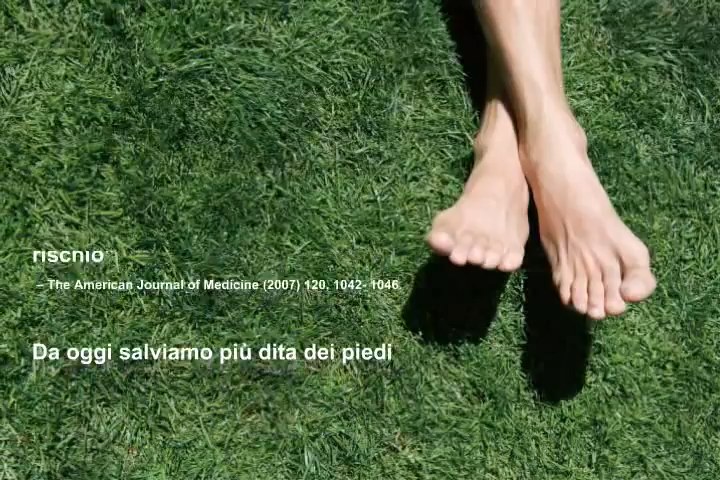 rischio
– The American Journal of Medicine (2007) 120, 1042- 1046
Da oggi salviamo più dita dei piedi